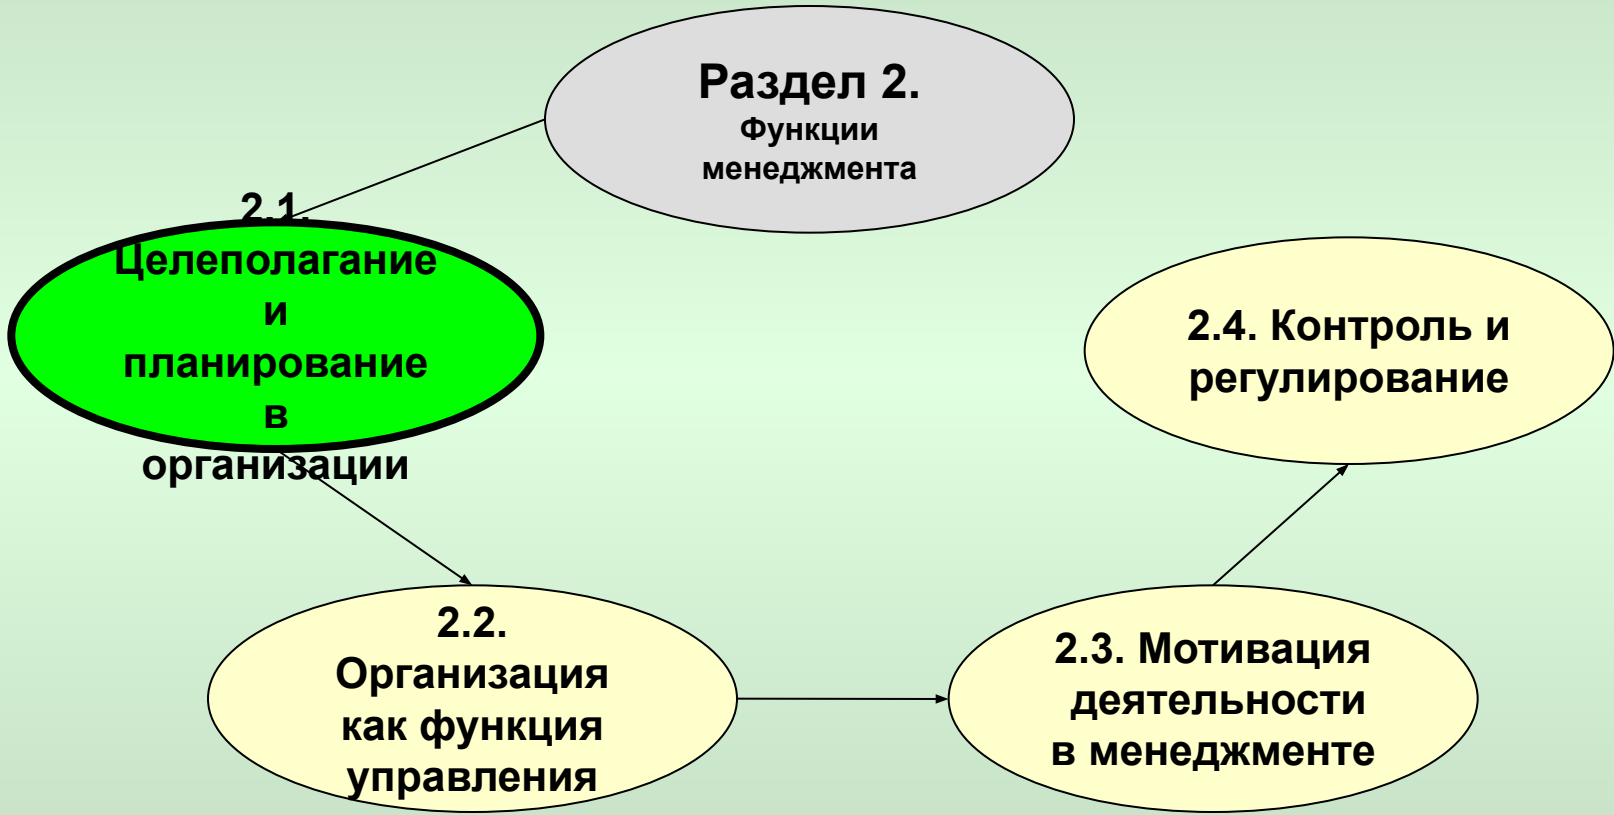 Раздел 2.
Функции
менеджмента
2.1.
Целеполагание
и
планирование
в
организации
2.2.
Организация
как функция
управления
2.3. Мотивация
деятельности
в менеджменте
2.4. Контроль и
регулирование